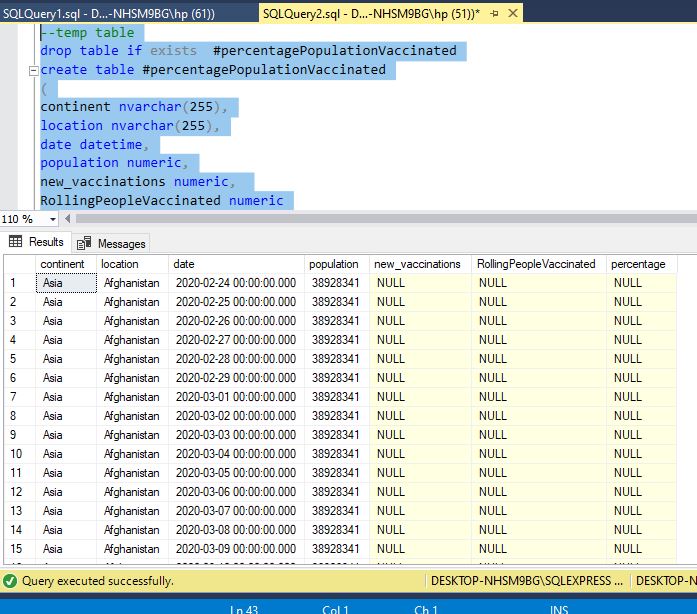 SQLQuery1.sql - D...-NHSM9BG\hp (61)) SQLQuery2.sql - D...-NHSM9BG\hp (51))*
--temp table
drop table if exists #percentagePopulationVaccinated
create table #percentagePopulationVaccinated
(
continent nvarchar(255),
location nvarchar(255),
date datetime,
population numeric,
new_vaccinations numeric,
RollingPeopleVaccinated numeric
110 %
Results Messages
continent location date population new_vaccinations RollingPeopleVaccinated percentage
1 Asia Afghanistan 2020-02-24 00:00:00.000 38928341 NULL NULL NULL
2 Asia Afghanistan 2020-02-25 00:00:00.000 38928341 NULL NULL NULL
3 Asia Afghanistan 2020-02-26 00:00:00.000 38928341 NULL NULL NULL
4 Asia Afghanistan 2020-02-27 00:00:00.000 38928341 NULL NULL NULL
5 Asia Afghanistan 2020-02-28 00:00:00.000 38928341 NULL NULL NULL
6 Asia Afghanistan 2020-02-29 00:00:00.000 38928341 NULL NULL NULL
7 Asia Afghanistan 2020-03-01 00:00:00.000 38928341 NULL NULL NULL
8 Asia Afghanistan 2020-03-02 00:00:00.000 38928341 NULL NULL NULL
9 Asia Afghanistan 2020-03-03 00:00:00.000 38928341 NULL NULL NULL
10 Asia Afghanistan 2020-03-04 00:00:00.000 38928341 NULL NULL NULL
11 Asia Afghanistan 2020-03-05 00:00:00.000 38928341 NULL NULL NULL
12 Asia Afghanistan 2020-03-06 00:00:00.000 38928341 NULL NULL NULL
13 Asia Afghanistan 2020-03-07 00:00:00.000 38928341 NULL NULL NULL
14 Asia Afghanistan 2020-03-08 00:00:00.000 38928341 NULL NULL NULL
15 Asia Afghanistan 2020-03-09 00:00:00.000 38928341 NULL NULL NULL
Query executed successfully. DESKTOP-NHSM9BG\SQLEXPRESS ... DESKTOP-N
Ln 43 Col 1 Ch 1 INS